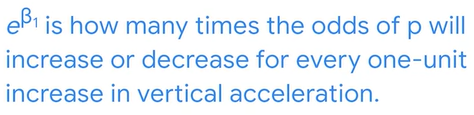 e^β₁ is how many times the odds of p will
increase or decrease for every one-unit
increase in vertical acceleration.